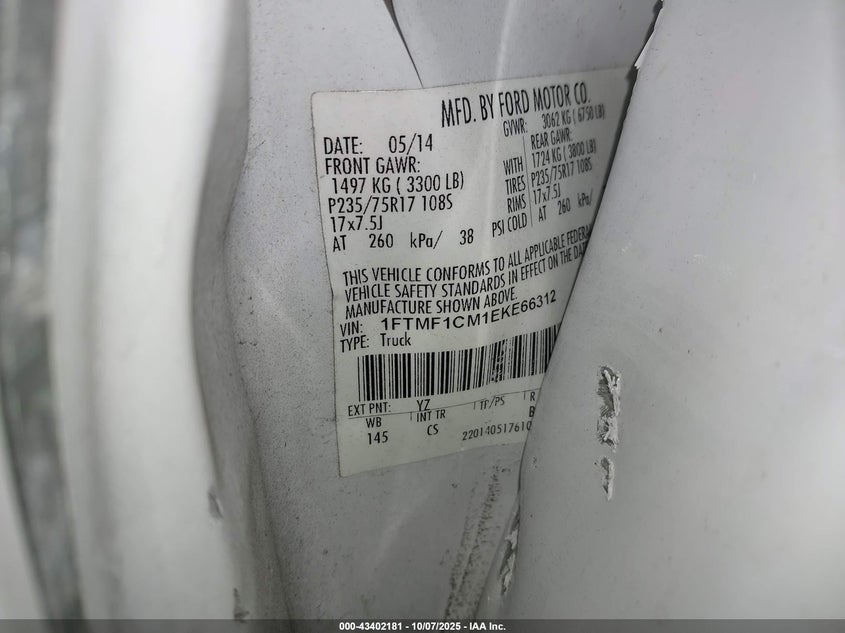 MFD. BY FORD MOTOR CO.
DATE: 05/14
GVWR: 3062 KG ( 6750 LB)
FRONT GAWR:
1497 KG ( 3300 LB)
P235/75R17 108S
17x7.5J
AT 260 kPa/ 38
WITH
TIRES
RIMS
PSI COLD
REAR GAWR:
1724 KG ( 3800 LB)
P235/75R17 108S
17x7.5J
AT 260 kPa/
THIS VEHICLE CONFORMS TO ALL APPLICABLE FEDERAL
VEHICLE SAFETY STANDARDS IN EFFECT ON THE DATE
MANUFACTURE SHOWN ABOVE.
VIN: 1FTMF1CM1EKE66312
TYPE: Truck
EXT PNT: YZ
WB INT TR TP/PS R
145 CS B
22014051761
000-43402181 - 10/07/2025 - IAA Inc.